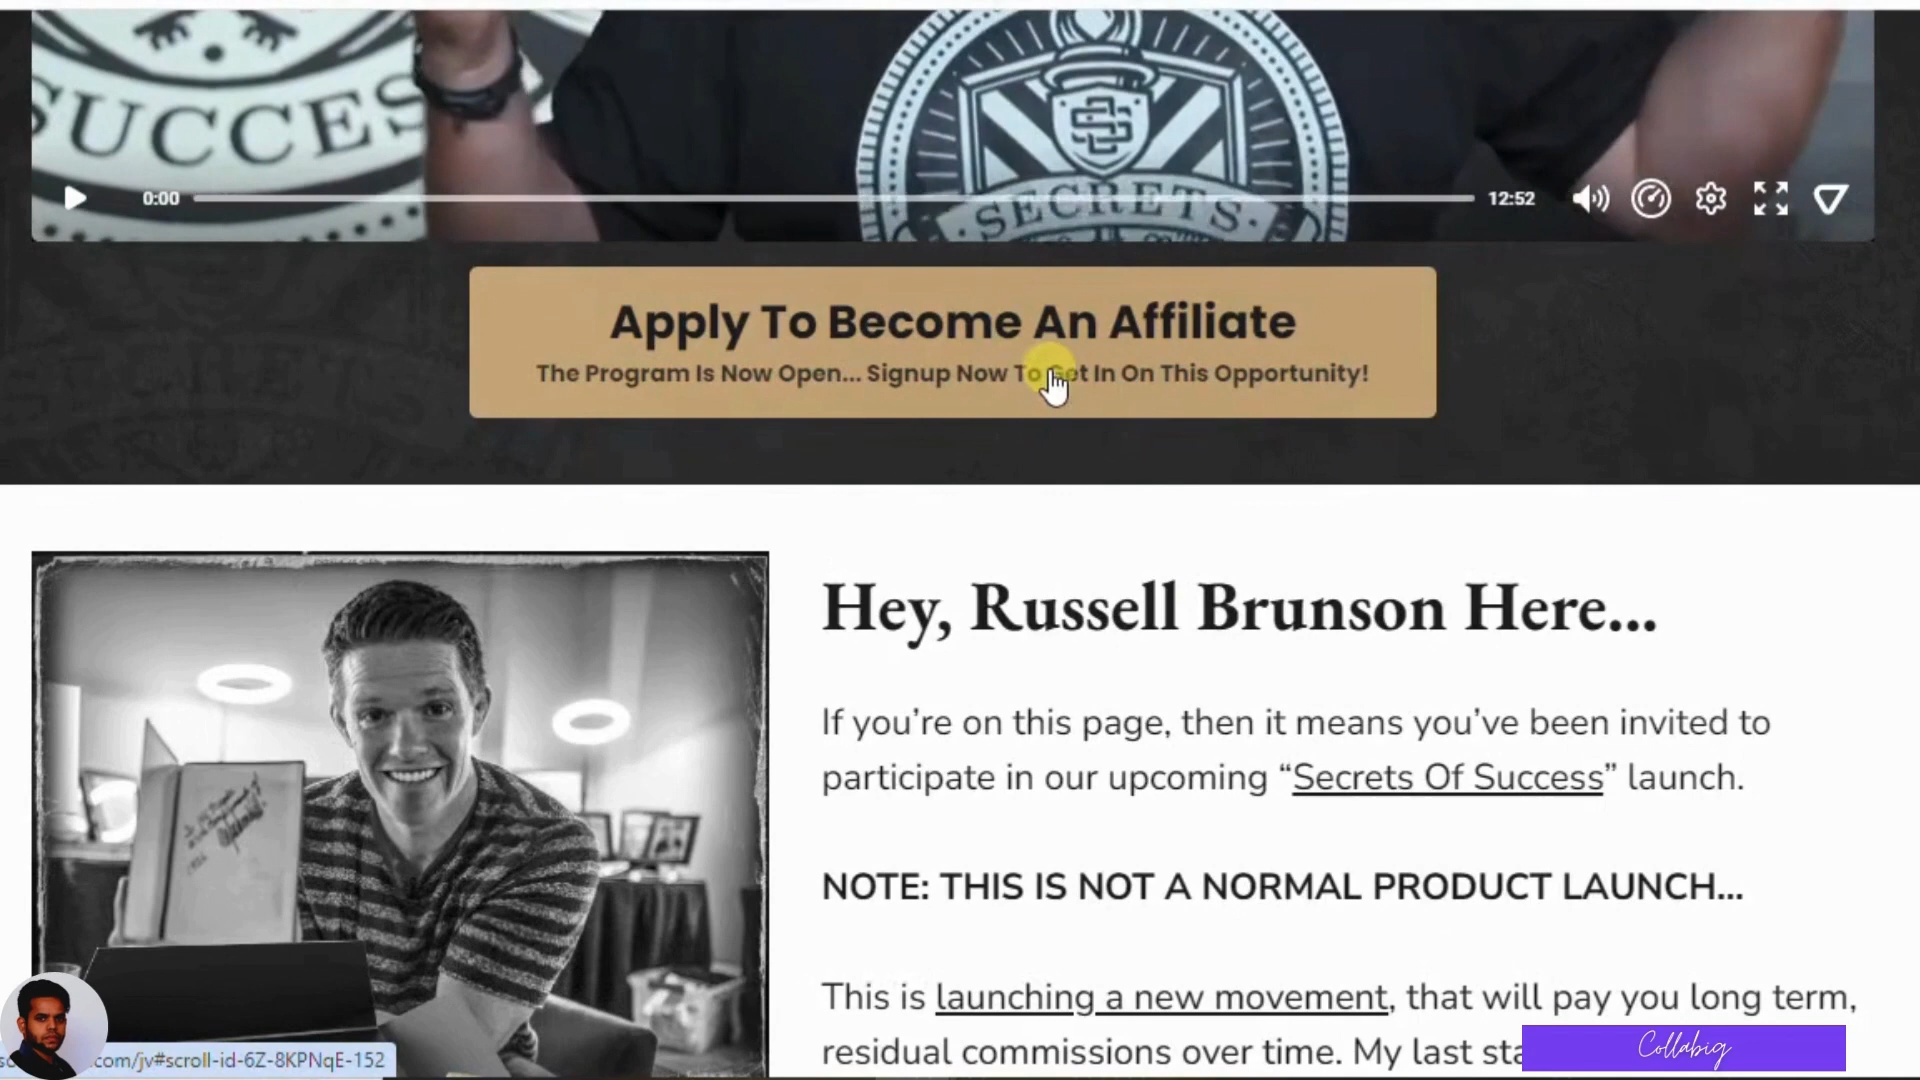 SUCCES
SECRETS
0:00
12:52
Apply To Become An Affiliate
The Program Is Now Open... Signup Now To Get In On This Opportunity!
Hey, Russell Brunson Here...
If you’re on this page, then it means you’ve been invited to
participate in our upcoming “Secrets Of Success” launch.
NOTE: THIS IS NOT A NORMAL PRODUCT LAUNCH...
This is launching a new movement, that will pay you long term,
residual commissions over time. My last sta
Collabig
.com/jv#scroll-id-6Z-8KPNqE-152